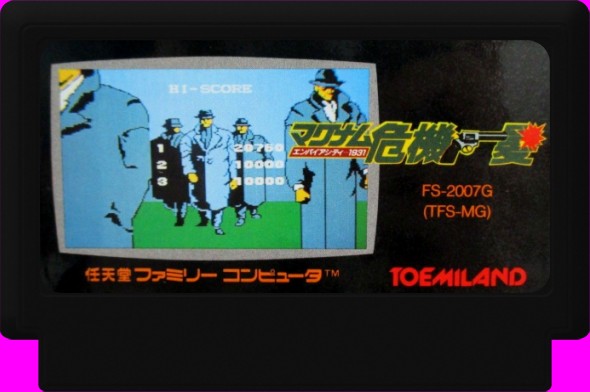 HI-SCORE
1 20750
2 10000
3 10000
マグナム危機一髪
エンパイアシティ・1931
FS-2007G
(TFS-MG)
任天堂 ファミリー コンピュータ™
TOEMILAND